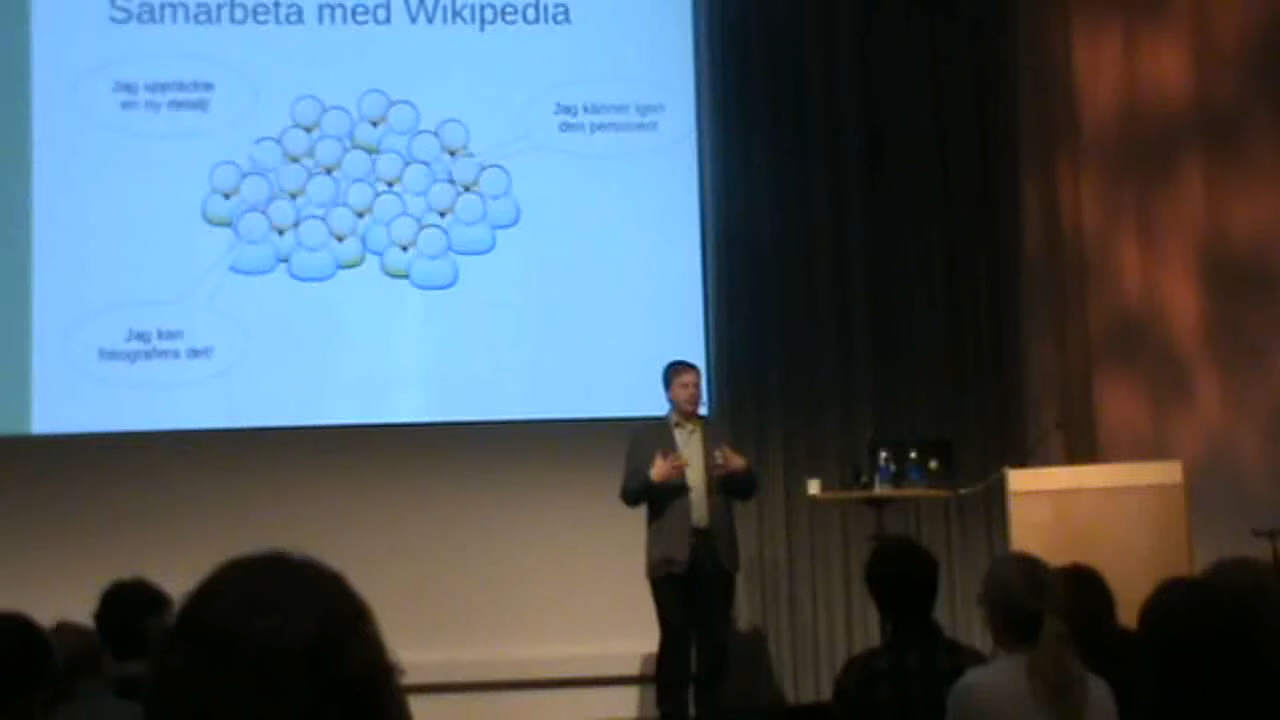 Samarbeta med Wikipedia
Jag upptäckte
en ny detalj!
Jag känner igen
den personen!
Jag kan
fotografera det!